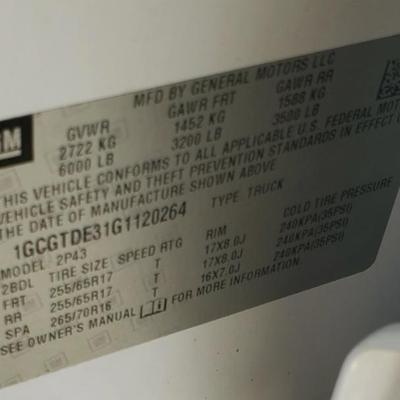 GM
MFD BY GENERAL MOTORS LLC
GVWR GAWR FRT GAWR RR
2722 KG 1452 KG 1588 KG
6000 LB 3200 LB 3500 LB
THIS VEHICLE CONFORMS TO ALL APPLICABLE U.S. FEDERAL MOTOR
VEHICLE SAFETY AND THEFT PREVENTION STANDARDS IN EFFECT
THE DATE OF MANUFACTURE SHOWN ABOVE.
1GCGTDE31G1120264 TYPE: TRUCK
MODEL: 2P43
2BDL TIRE SIZE SPEED RTG RIM COLD TIRE PRESSURE
FRT 255/65R17 T 17X8.0J 240KPA(35PSI)
RR 255/65R17 T 17X8.0J 240KPA(35PSI)
SPA 265/70R16 T 16X7.0J 240KPA(35PSI)
SEE OWNER'S MANUAL FOR MORE INFORMATION.